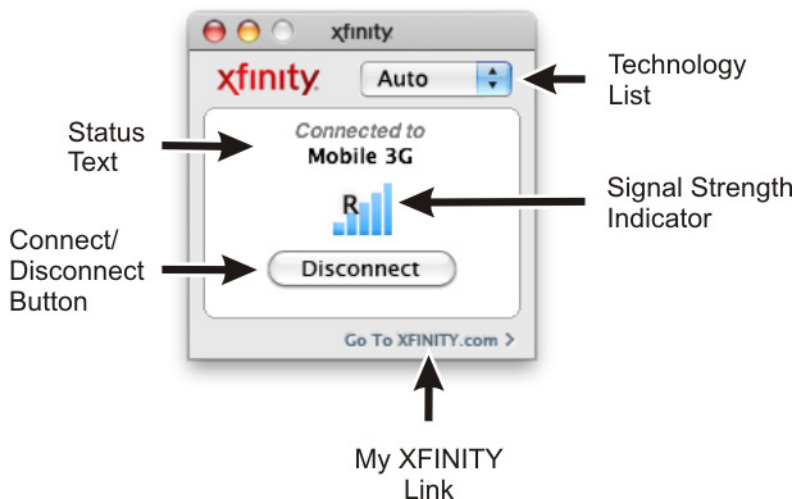 xfinity
xfinity.
Auto
Technology
List
Status
Text
Connected to
Mobile 3G
R
Signal Strength
Indicator
Connect/
Disconnect
Button
Disconnect
Go To XFINITY.com >
My XFINITY
Link